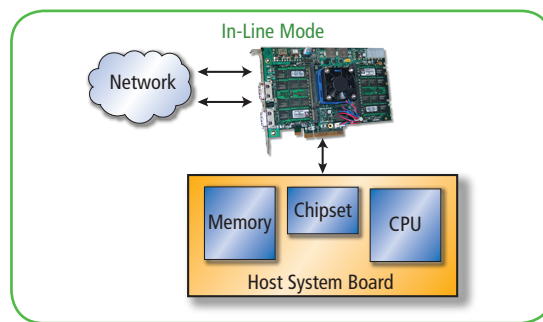 In-Line Mode
Network
Memory
Chipset
CPU
Host System Board